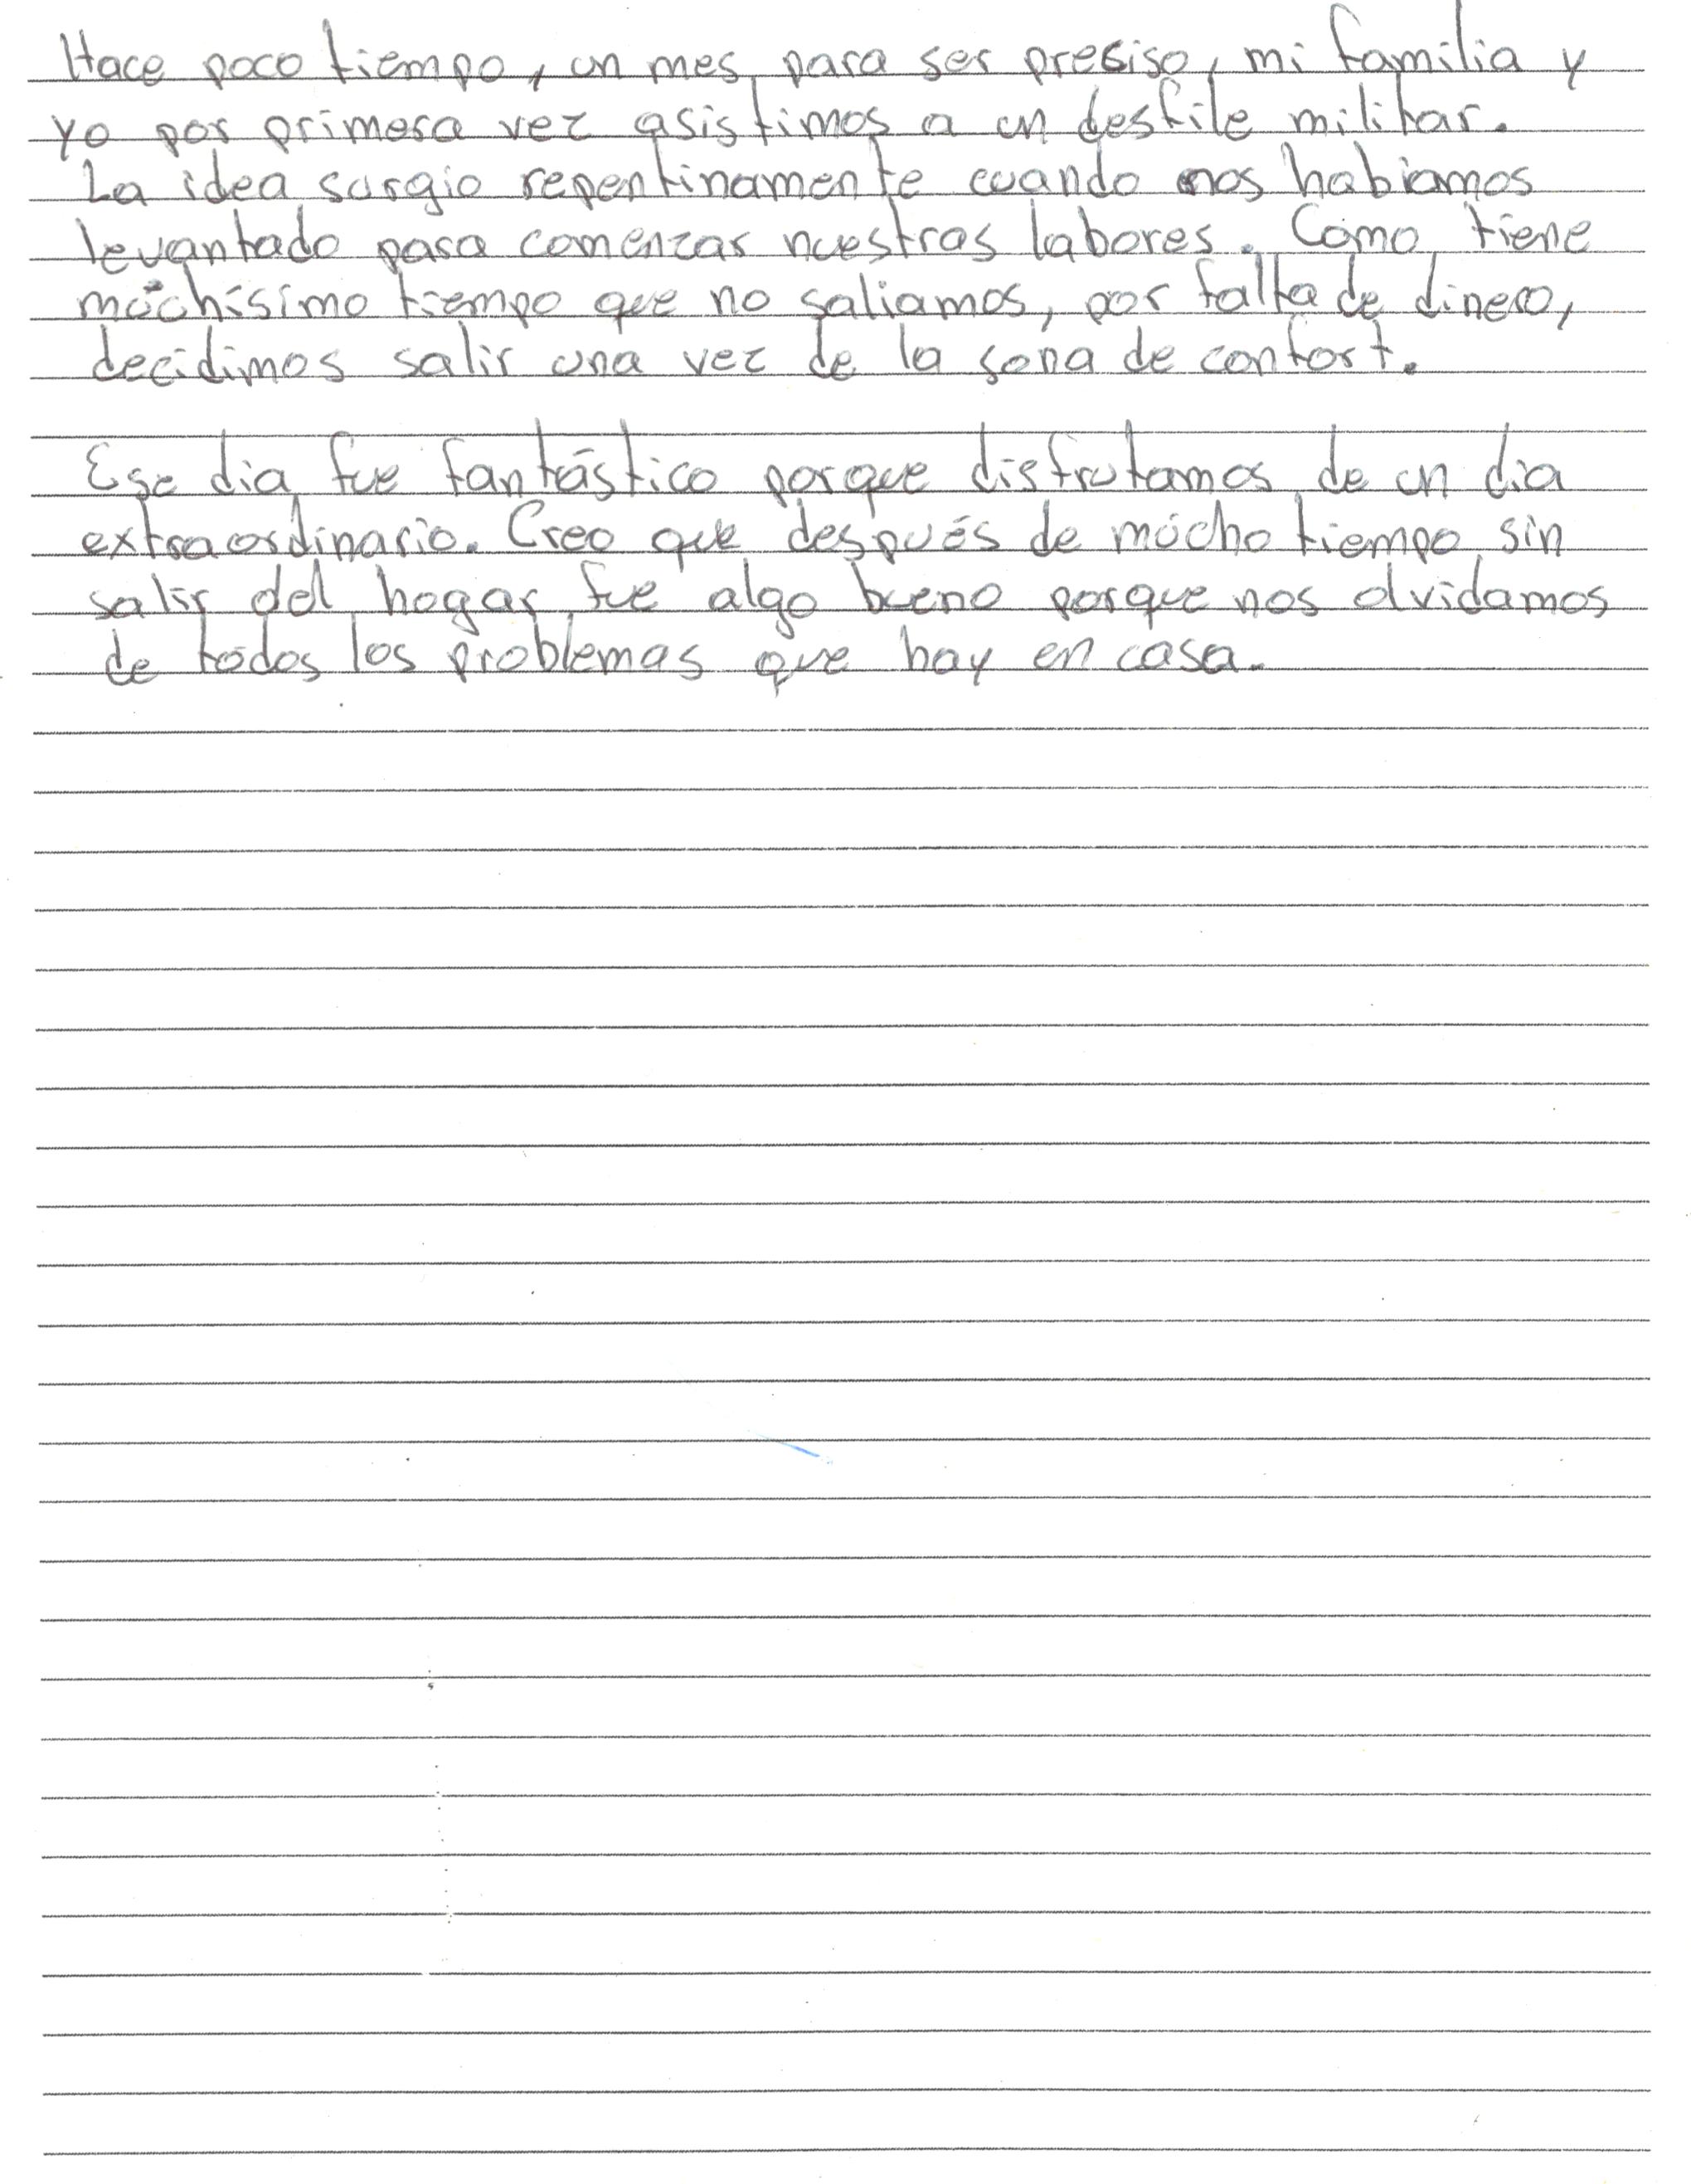 Hace poco tiempo, un mes para ser presiso, mi familia y
yo por primera vez asistimos a un desfile militar.
La idea surgio repentinamente cuando nos habiamos
levantado para comenzar nuestras labores. Como tiene
múchísimo tiempo que no saliamos, por falta de dinero,
decidimos salir una vez de la sona de confort.
Ese dia fue fantástico porque disfrutamos de un dia
extraordinario. Creo que después de múcho tiempo sin
salir del hogar fue algo bueno porque nos olvidamos
de todos los problemas que hay en casa.